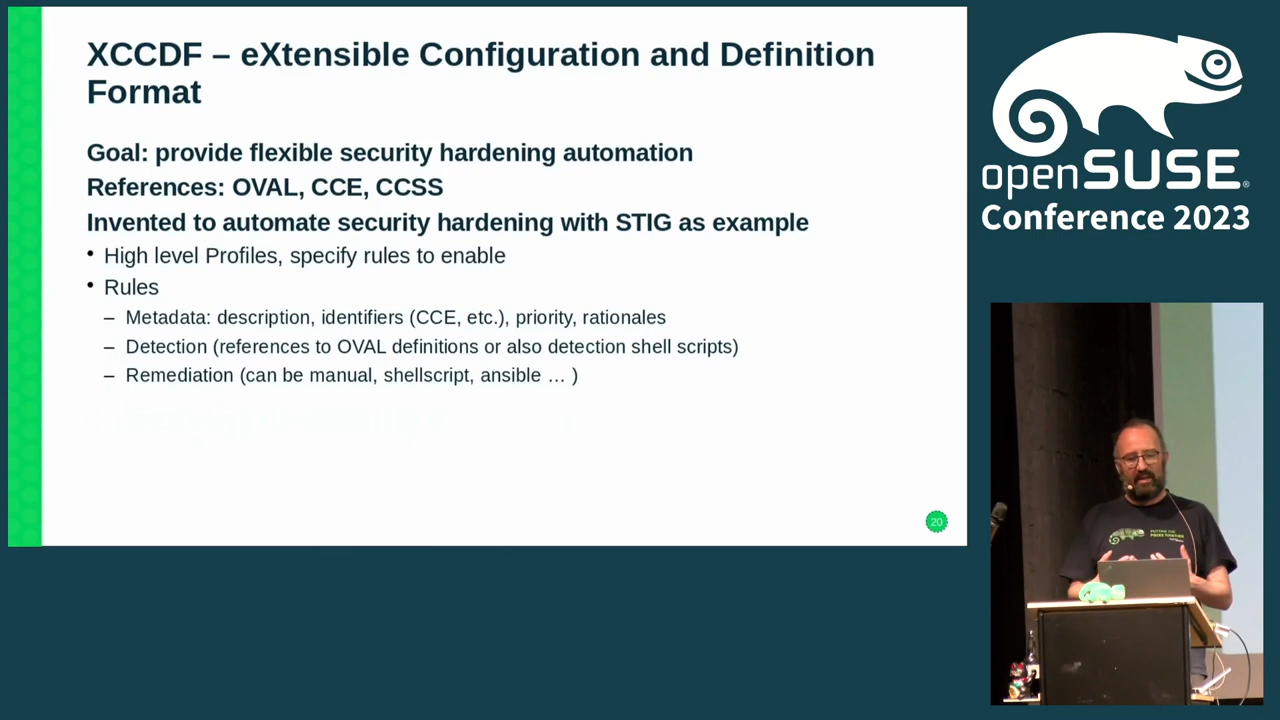 XCCDF – eXtensible Configuration and Definition
Format
Goal: provide flexible security hardening automation
References: OVAL, CCE, CCSS
Invented to automate security hardening with STIG as example
• High level Profiles, specify rules to enable
• Rules
– Metadata: description, identifiers (CCE, etc.), priority, rationales
– Detection (references to OVAL definitions or also detection shell scripts)
– Remediation (can be manual, shellscript, ansible … )
20
openSUSE®
Conference 2023